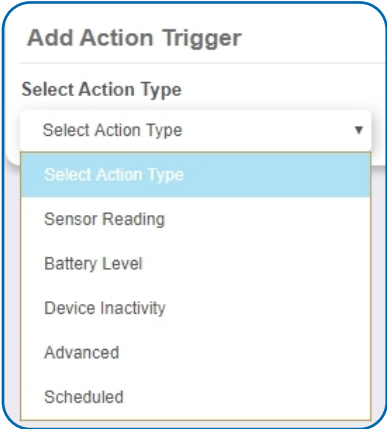 Add Action Trigger
Select Action Type
Select Action Type
Select Action Type
Sensor Reading
Battery Level
Device Inactivity
Advanced
Scheduled